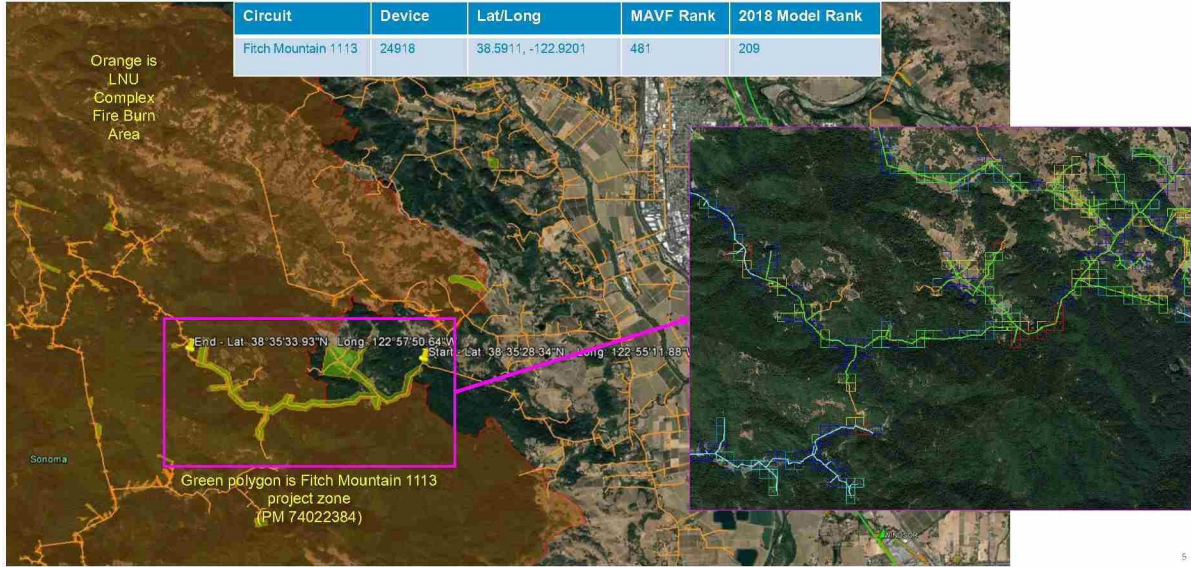 Circuit Device Lat/Long MAVF Rank 2018 Model Rank
Fitch Mountain 1113 24918 38.5911, -122.9201 481 209
Orange is
LNU
Complex
Fire Burn
Area
End - Lat 38°35'33.93"N Long- 122°57'50.64"W
Start - Lat 38°35'28.34"N Long 122°55'11.88"W
Sonoma
Green polygon is Fitch Mountain 1113
project zone
(PM 74022384)
WINDSOR
5